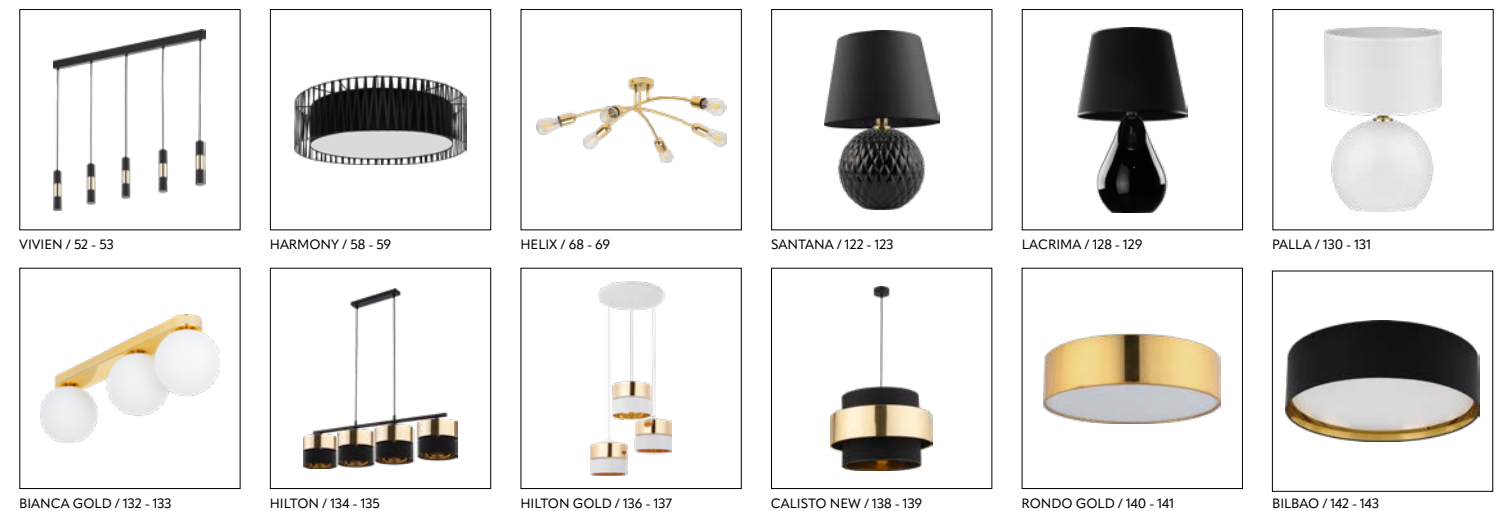 VIVIEN / 52 - 53
HARMONY / 58 - 59
HELIX / 68 - 69
SANTANA / 122 - 123
LACRIMA / 128 - 129
PALLA / 130 - 131
BIANCA GOLD / 132 - 133
HILTON / 134 - 135
HILTON GOLD / 136 - 137
CALISTO NEW / 138 - 139
RONDO GOLD / 140 - 141
BILBAO / 142 - 143